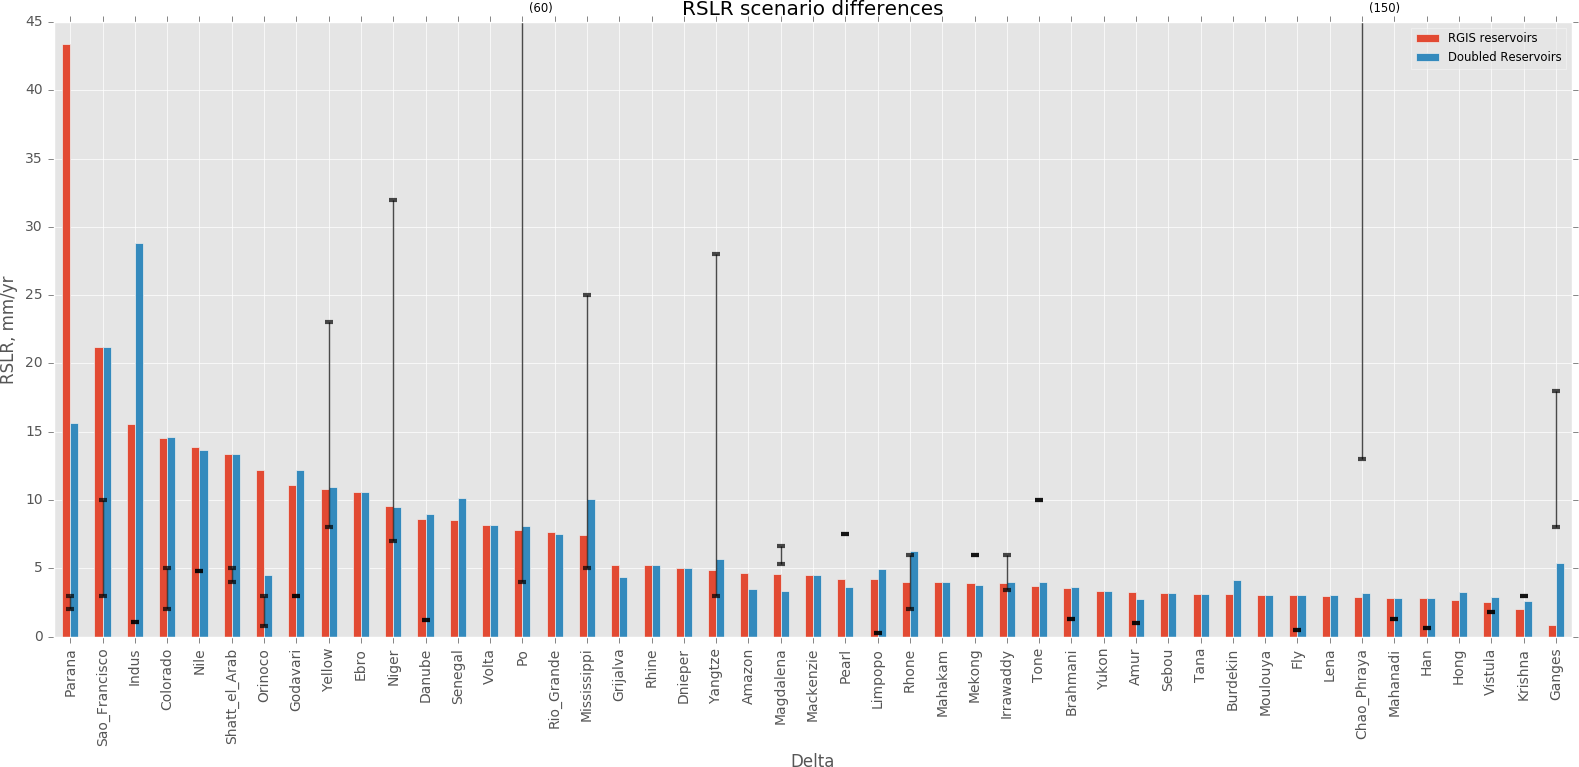 RSLR scenario differences
(60)
(150)
RGIS reservoirs
Doubled Reservoirs
RSLR, mm/yr
45
40
35
30
25
20
15
10
5
0
Parana
Sao_Francisco
Indus
Colorado
Nile
Shatt_el_Arab
Orinoco
Godavari
Yellow
Ebro
Niger
Danube
Senegal
Volta
Po
Rio_Grande
Mississippi
Grijalva
Rhine
Dnieper
Yangtze
Amazon
Magdalena
Mackenzie
Pearl
Limpopo
Rhone
Mahakam
Mekong
Irrawaddy
Tone
Brahmani
Yukon
Amur
Sebou
Tana
Burdekin
Moulouya
Fly
Lena
Chao_Phraya
Mahanadi
Han
Hong
Vistula
Krishna
Ganges
Delta